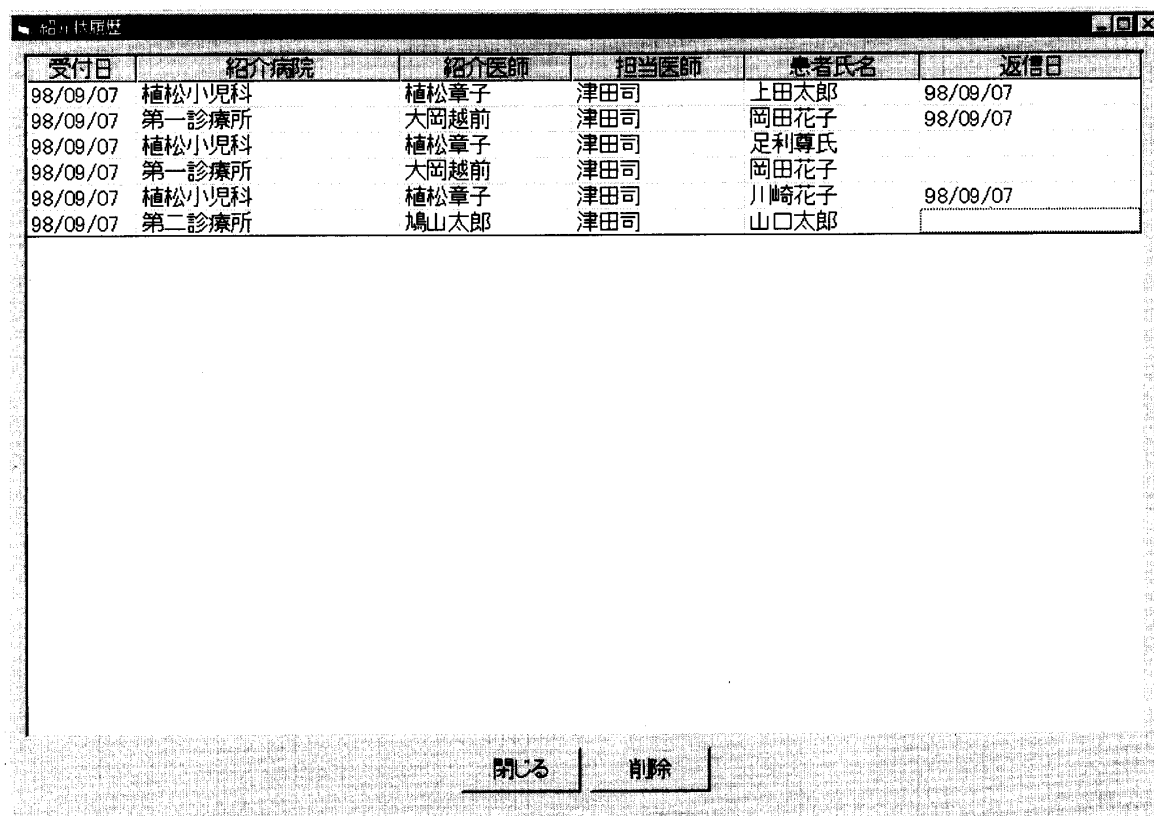 紹介状履歴
受付日 紹介病院 紹介医師 担当医師 患者氏名 返信日
98/09/07 植松小児科 植松章子 津田司 上田太郎 98/09/07
98/09/07 第一診療所 大岡越前 津田司 岡田花子 98/09/07
98/09/07 植松小児科 植松章子 津田司 足利尊氏
98/09/07 第一診療所 大岡越前 津田司 岡田花子
98/09/07 植松小児科 植松章子 津田司 川崎花子 98/09/07
98/09/07 第二診療所 鳩山太郎 津田司 山口太郎
閉じる 削除